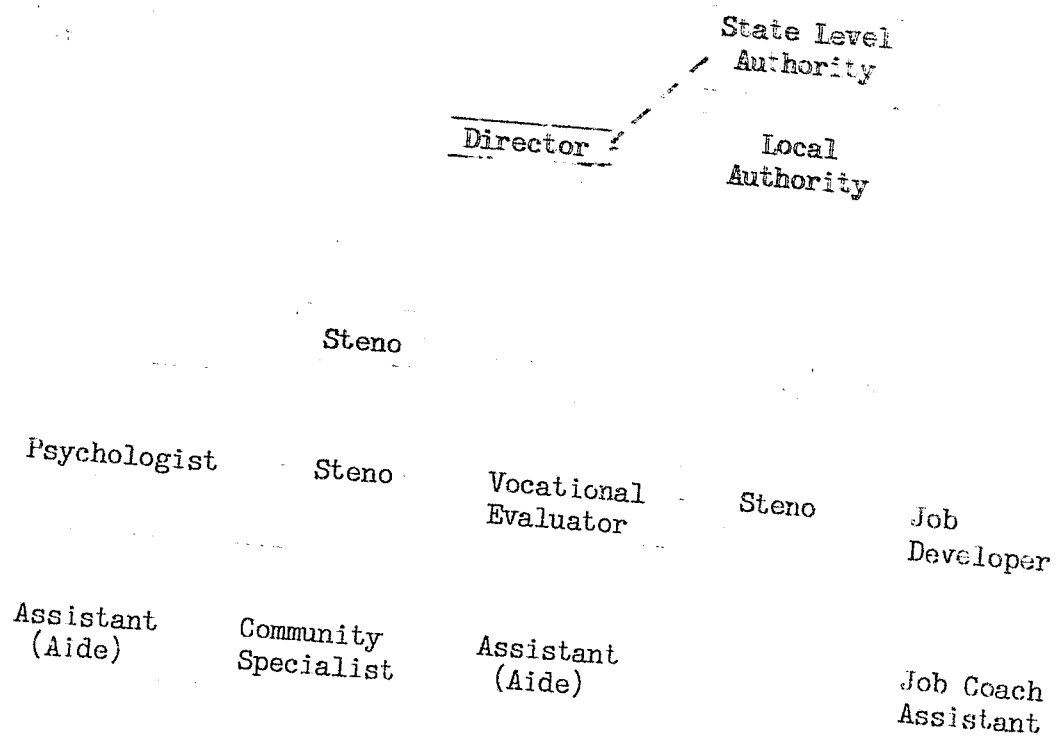 State Level
Authority
Director
Local
Authority
Steno
Psychologist
Steno
Vocational
Evaluator
Steno
Job
Developer
Assistant
(Aide)
Community
Specialist
Assistant
(Aide)
Job Coach
Assistant